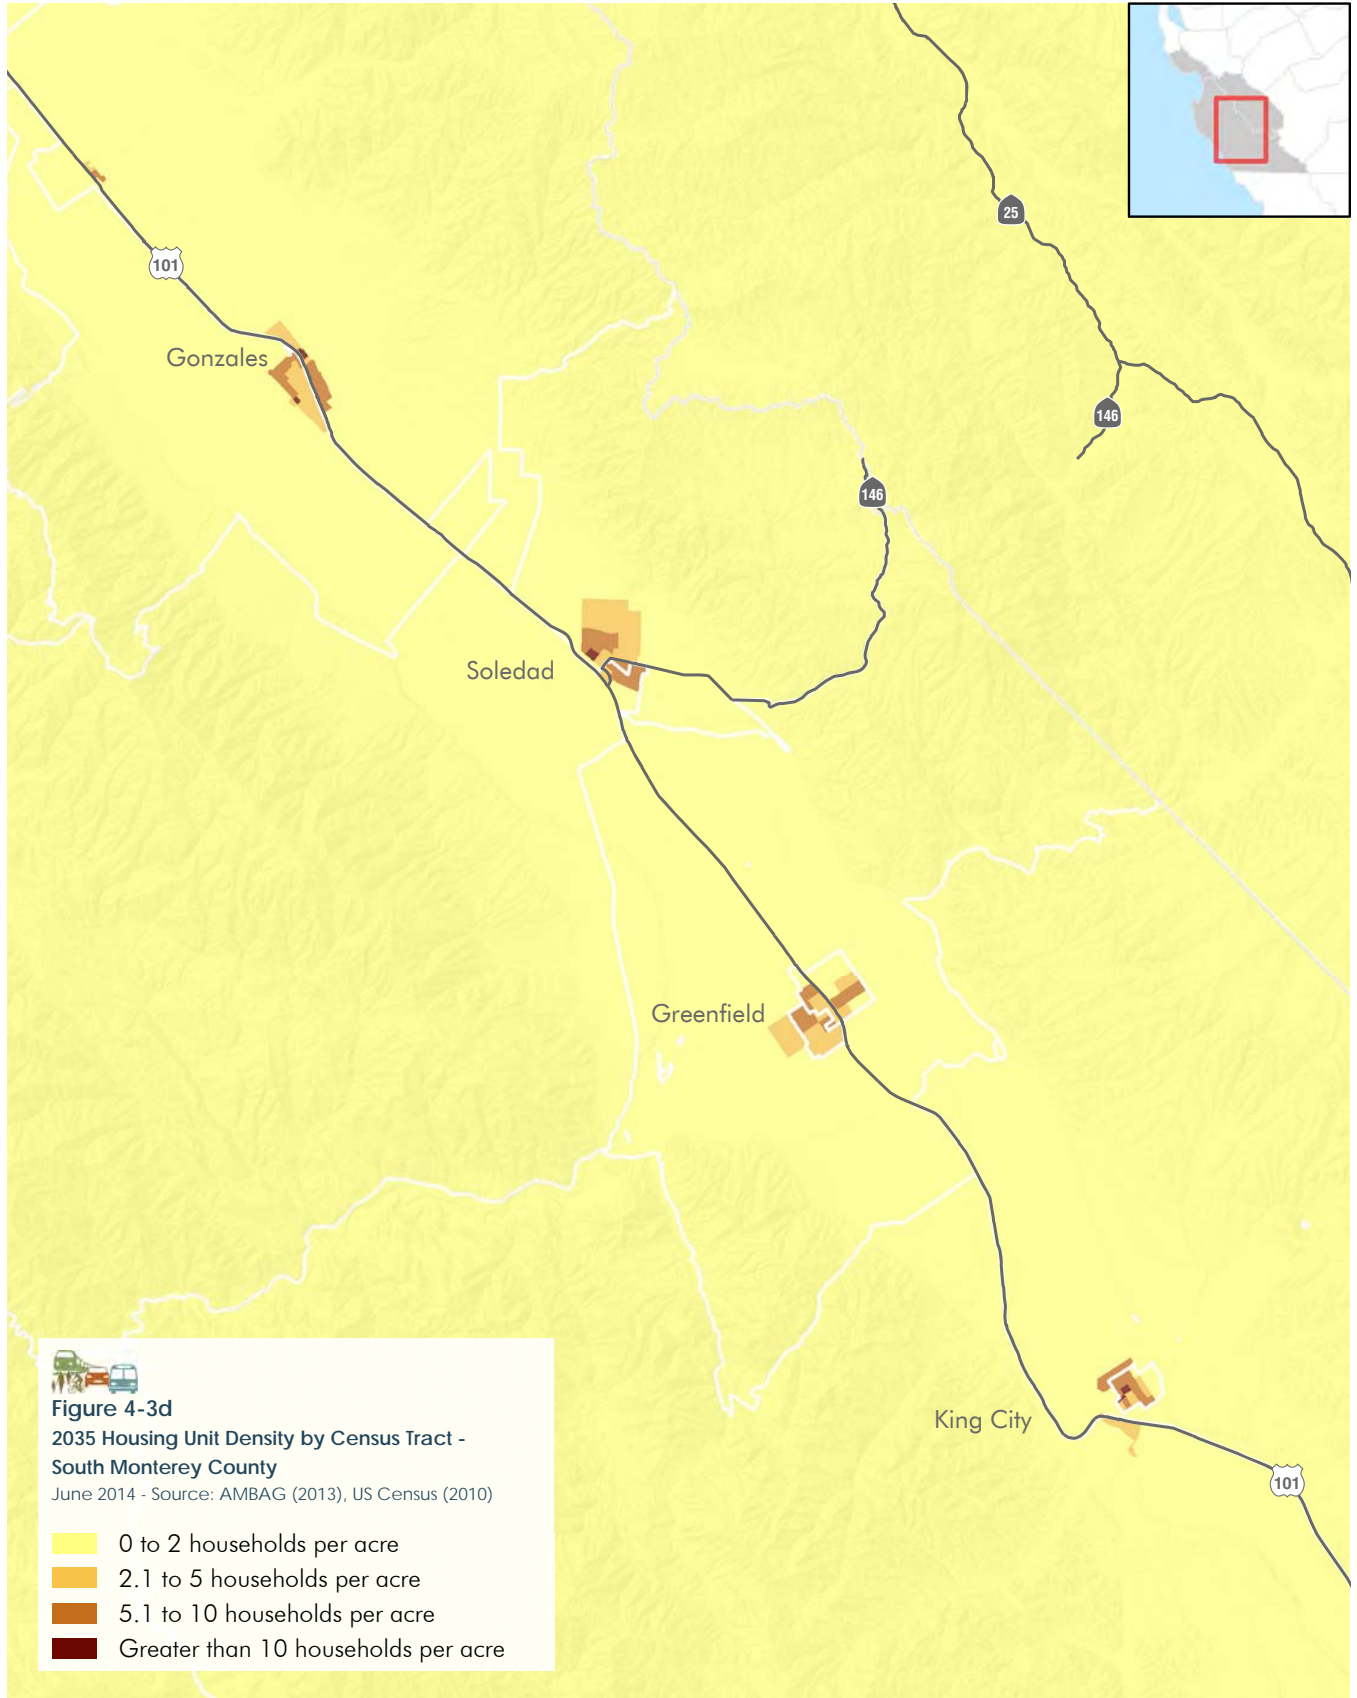 25
101
Gonzales
146
146
Soledad
Greenfield
King City
101
Figure 4-3d
2035 Housing Unit Density by Census Tract -
South Monterey County
June 2014 - Source: AMBAG (2013), US Census (2010)
0 to 2 households per acre
2.1 to 5 households per acre
5.1 to 10 households per acre
Greater than 10 households per acre